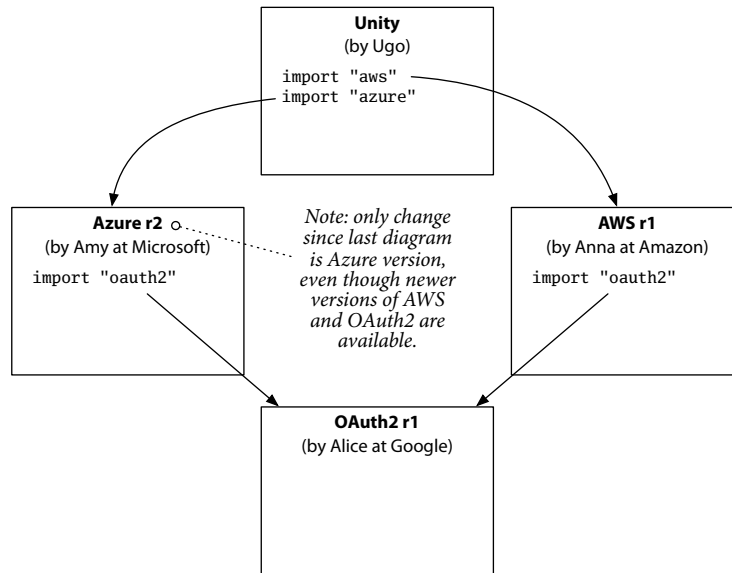 Unity
(by Ugo)
import "aws"
import "azure"
Azure r2
(by Amy at Microsoft)
import "oauth2"
Note: only change
since last diagram
is Azure version,
even though newer
versions of AWS
and OAuth2 are
available.
AWS r1
(by Anna at Amazon)
import "oauth2"
OAuth2 r1
(by Alice at Google)